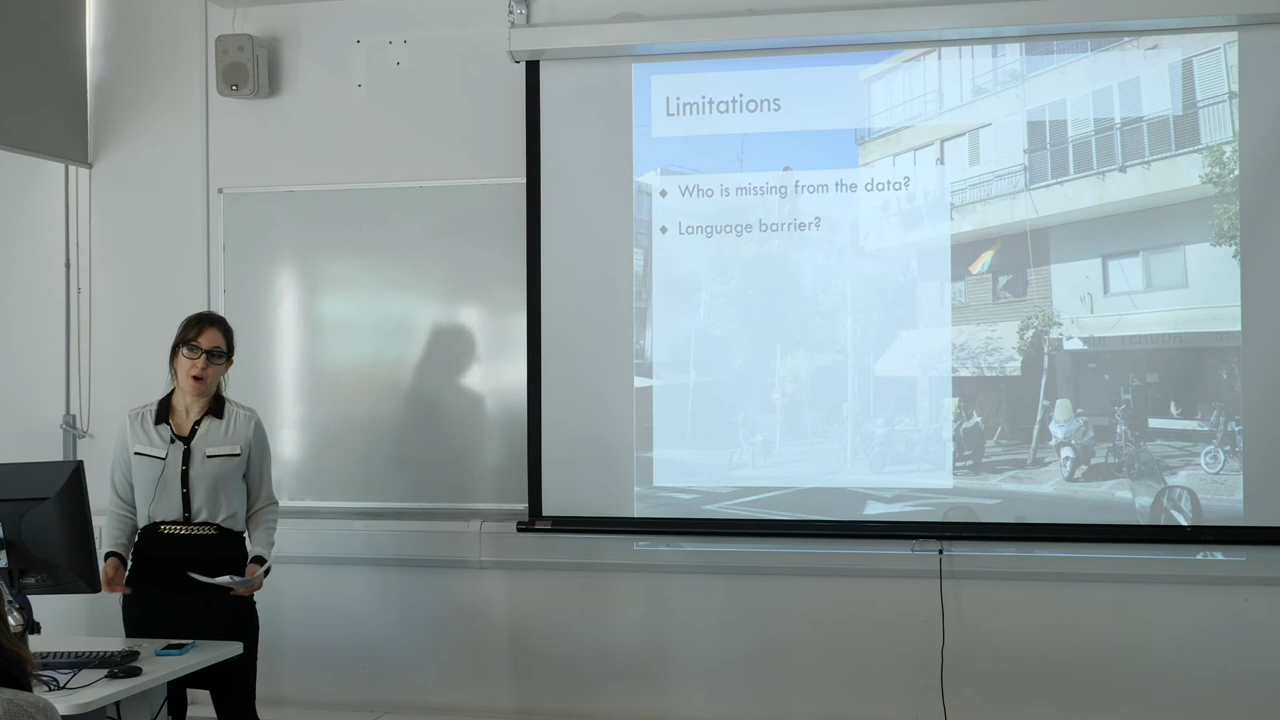 Limitations
Who is missing from the data?
Language barrier?